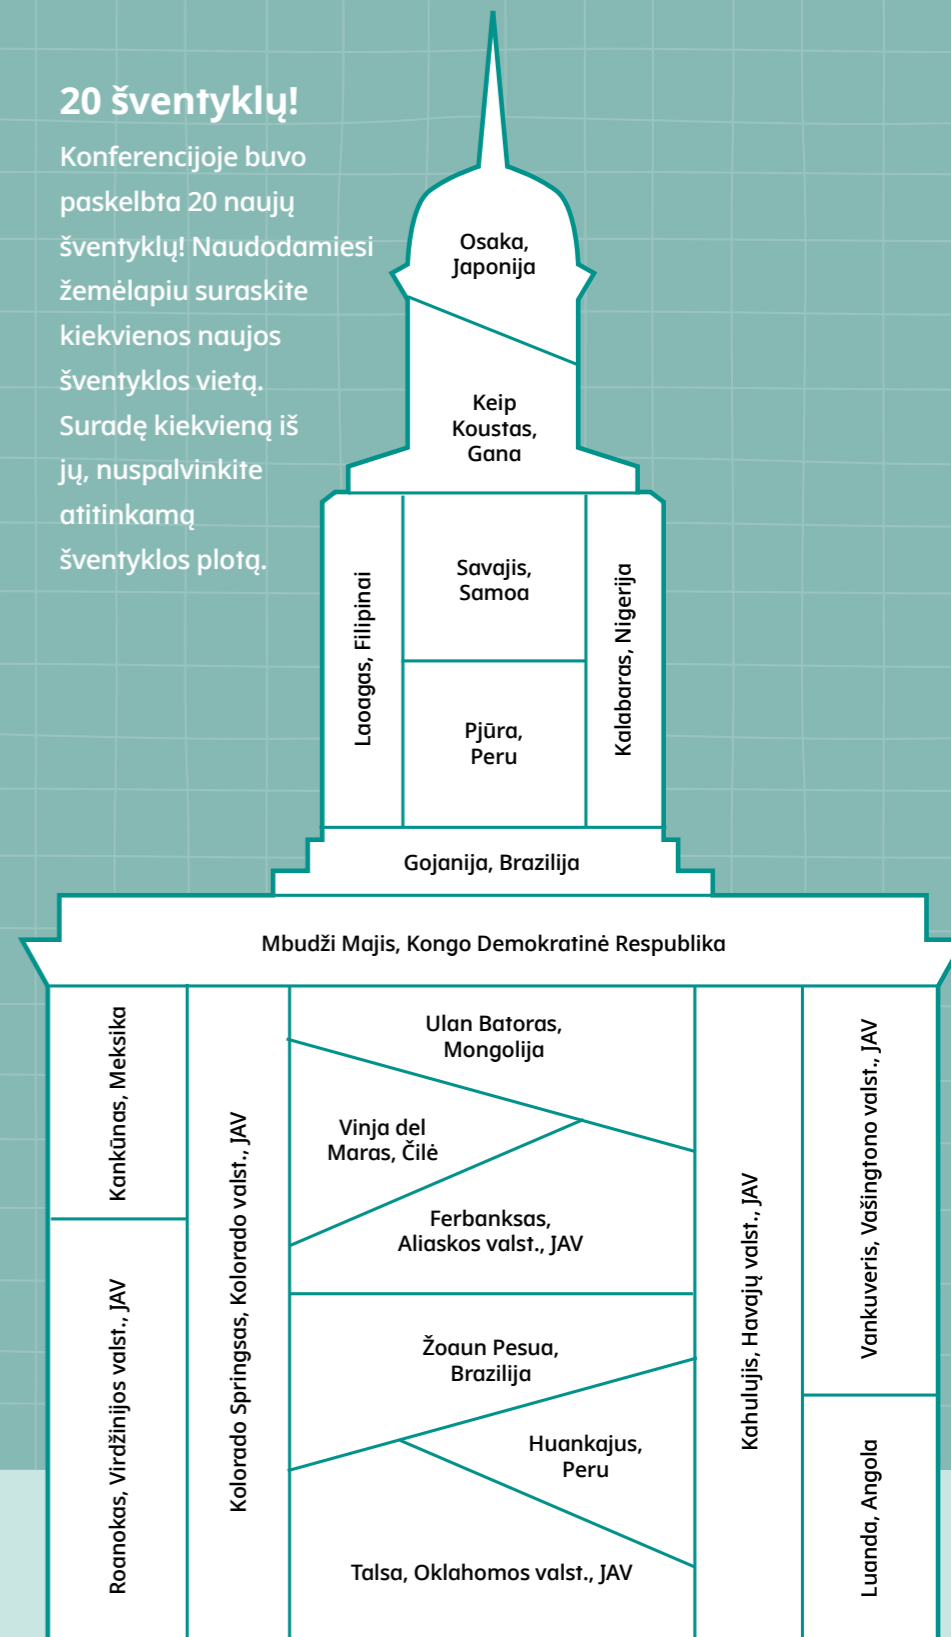 20 šventyklų!
Konferencijoje buvo
paskelbta 20 naujų
šventyklų! Naudodamiesi
žemėlapiu suraskite
kiekvienos naujos
šventyklos vietą.
Suradę kiekvieną iš
jų, nuspalvinkite
atitinkamą
šventyklos plotą.
Osaka,
Japonija
Keip
Koustas,
Gana
Laoagas, Filipinai
Savajis,
Samoa
Kalabaras, Nigerija
Pjūra,
Peru
Gojanija, Brazilija
Mbudži Majis, Kongo Demokratinė Respublika
Kankūnas, Meksika
Roanokas, Virdžinijos valst., JAV
Kolorado Springsas, Kolorado valst., JAV
Ulan Batoras,
Mongolija
Vinja del
Maras, Čilė
Ferbanksas,
Aliaskos valst., JAV
Žoaun Pesua,
Brazilija
Huankajus,
Peru
Talsa, Oklahomos valst., JAV
Kahulujis, Havajų valst., JAV
Vankuveris, Vašingtono valst., JAV
Luanda, Angola